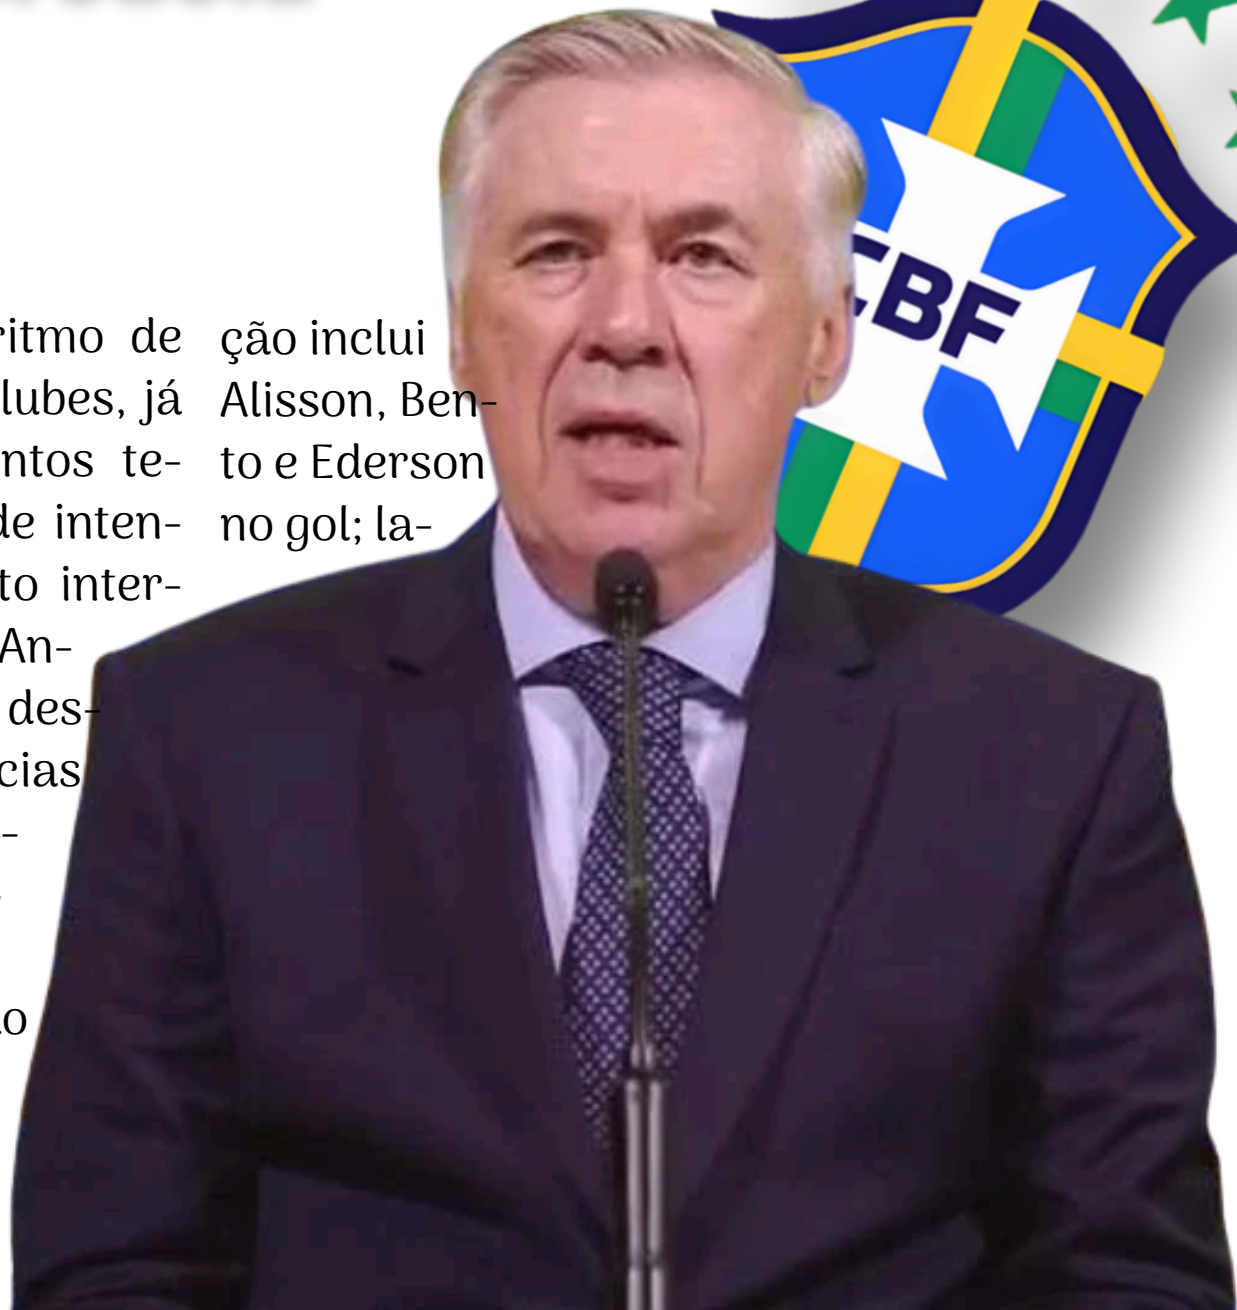 ritmo de
lubes, já
ntos te-
de inten-
to inter-
An-
des-
cias
-
ção inclui
Alisson, Ben-
to e Ederson
no gol; la-
CBF